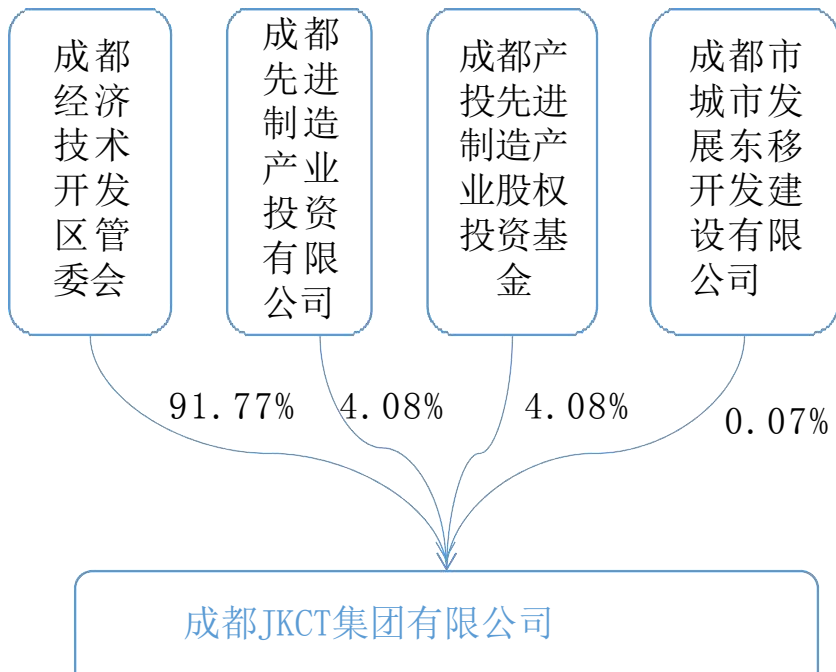 成都
经济
技术
开发
区管
委会
成都
先进
制造
产业
投资
有限
公司
成都产
投先进
制造产
业股权
投资基
金
成都市
城市发
展东移
开发建
设有限
公司
91.77%
4.08%
4.08%
0.07%
成都JKCT集团有限公司